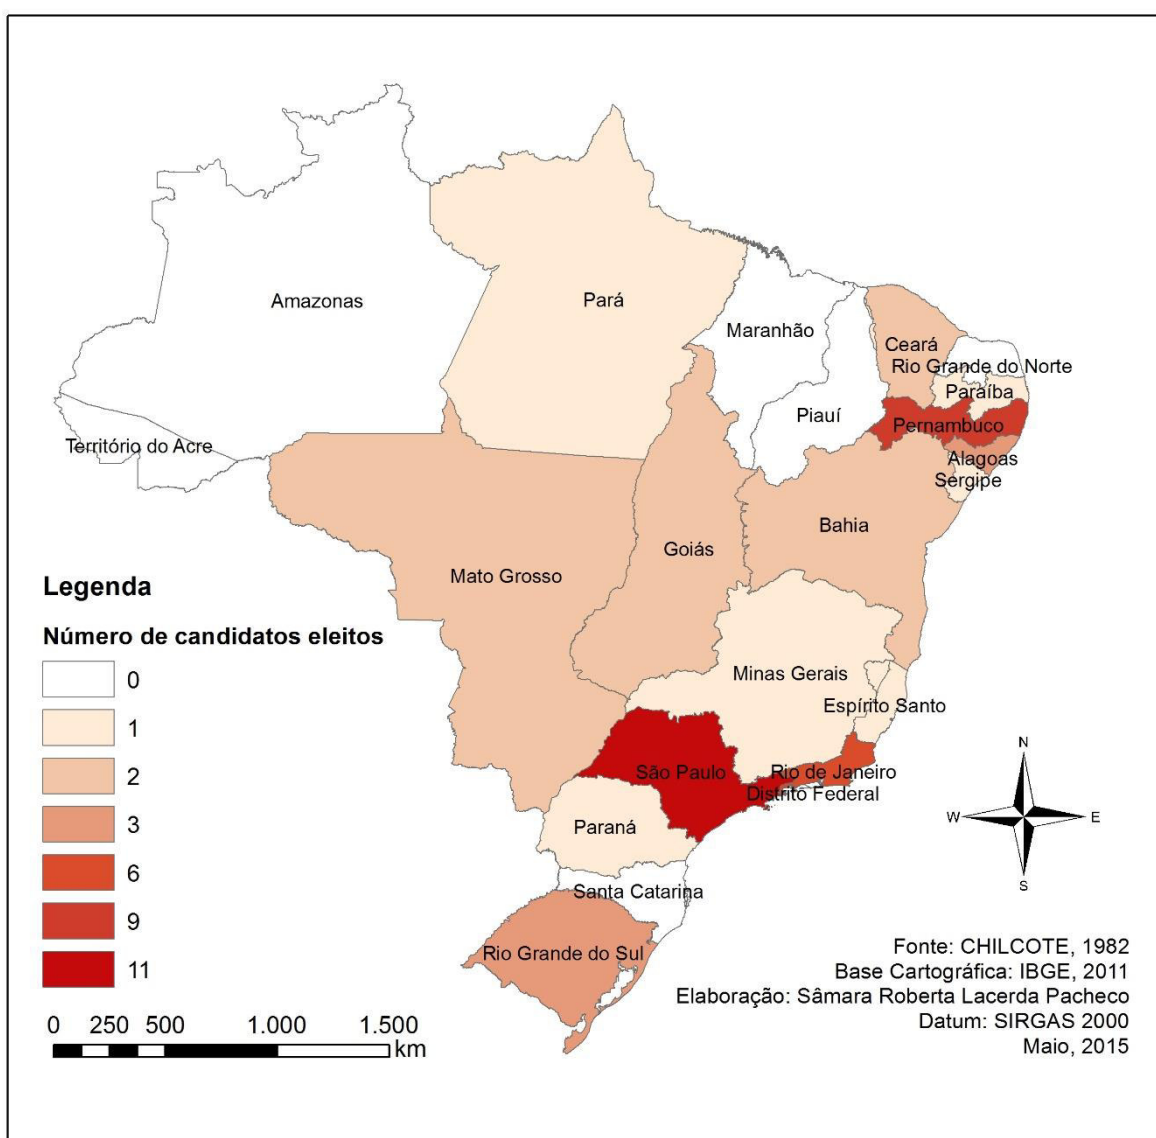 Amazonas
Pará
Maranhão
Ceará
Rio Grande do Norte
Paraíba
Piauí
Pernambuco
Território do Acre
Alagoas
Sergipe
Bahia
Goiás
Mato Grosso
Minas Gerais
Espírito Santo
São Paulo
Rio de Janeiro
Distrito Federal
Paraná
Santa Catarina
Rio Grande do Sul
Legenda
Número de candidatos eleitos
0
1
2
3
6
9
11
0 250 500 1.000 1.500
km
N
W E
S
Fonte: CHILCOTE, 1982
Base Cartográfica: IBGE, 2011
Elaboração: Sâmara Roberta Lacerda Pacheco
Datum: SIRGAS 2000
Maio, 2015